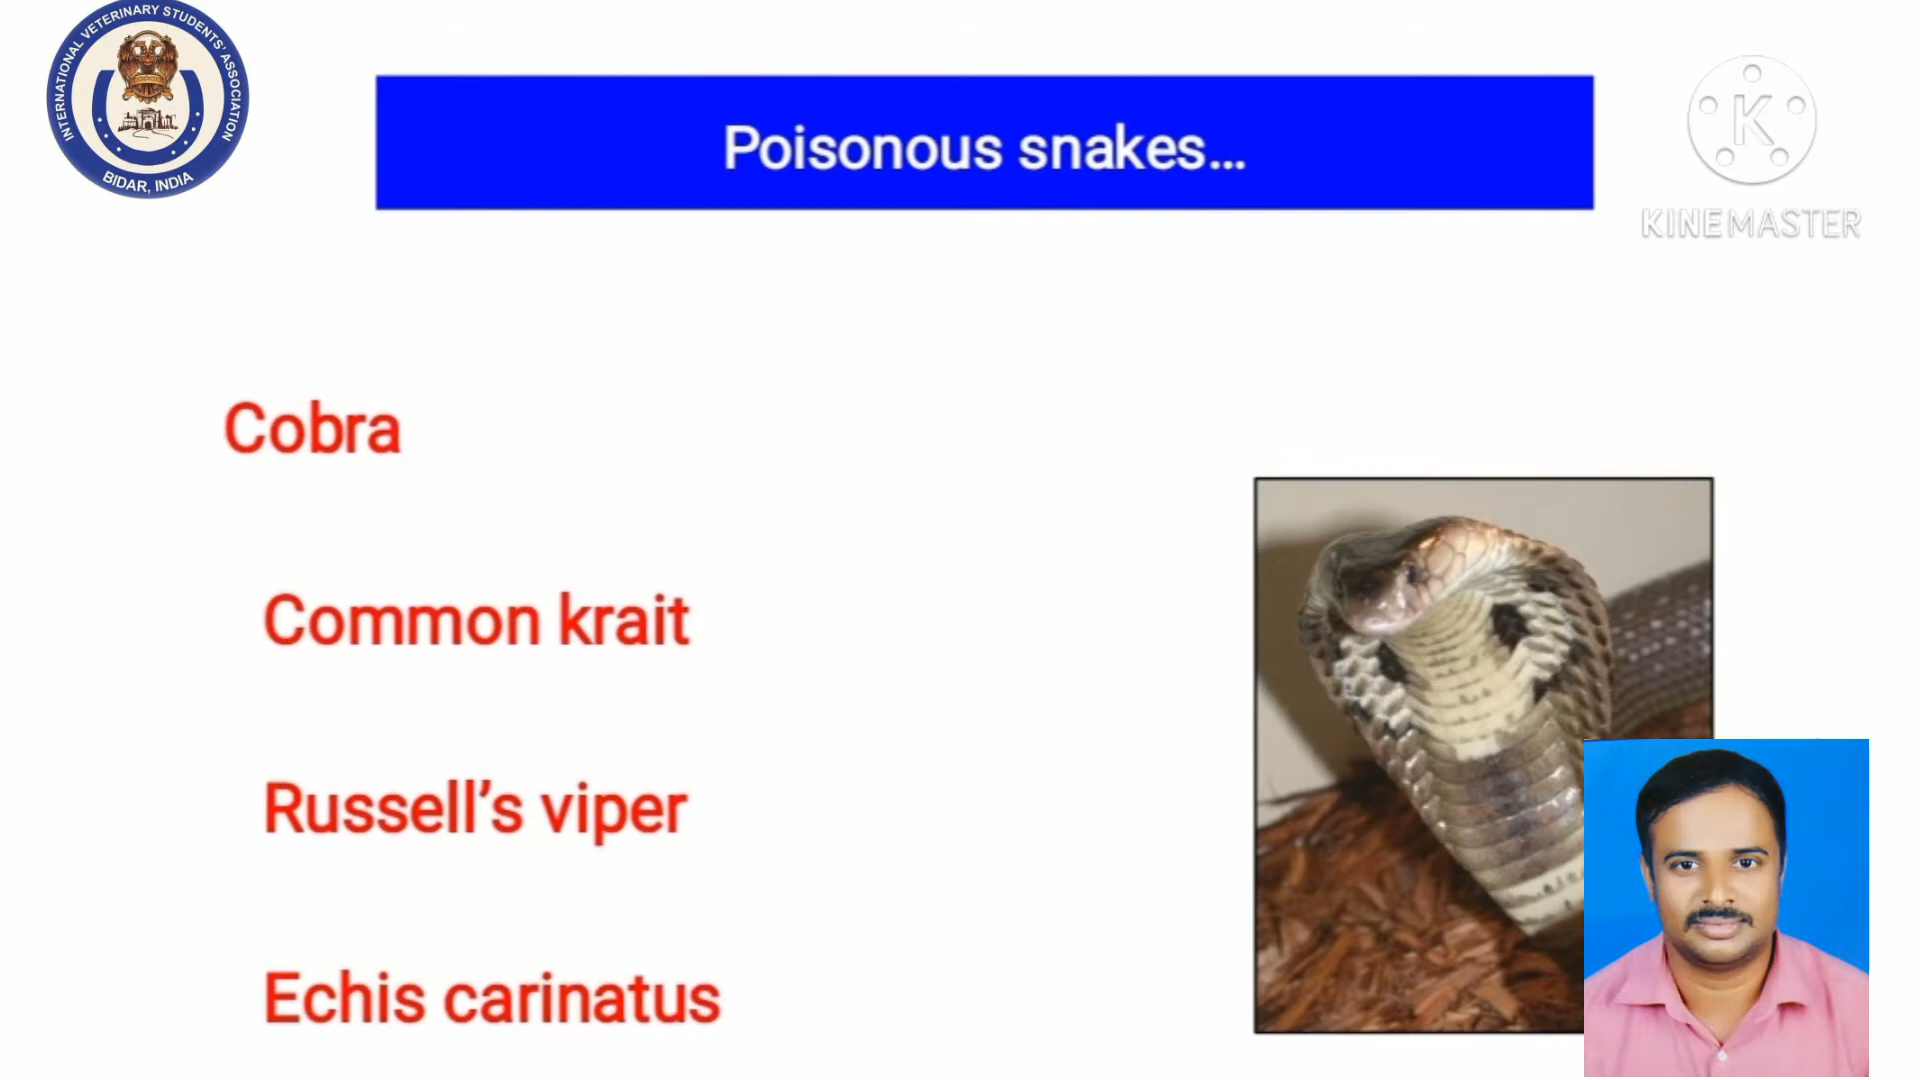 INTERNATIONAL VETERINARY STUDENTS' ASSOCIATION
BIDAR, INDIA
Poisonous snakes...
K
KINEMASTER
Cobra
Common krait
Russell's viper
Echis carinatus